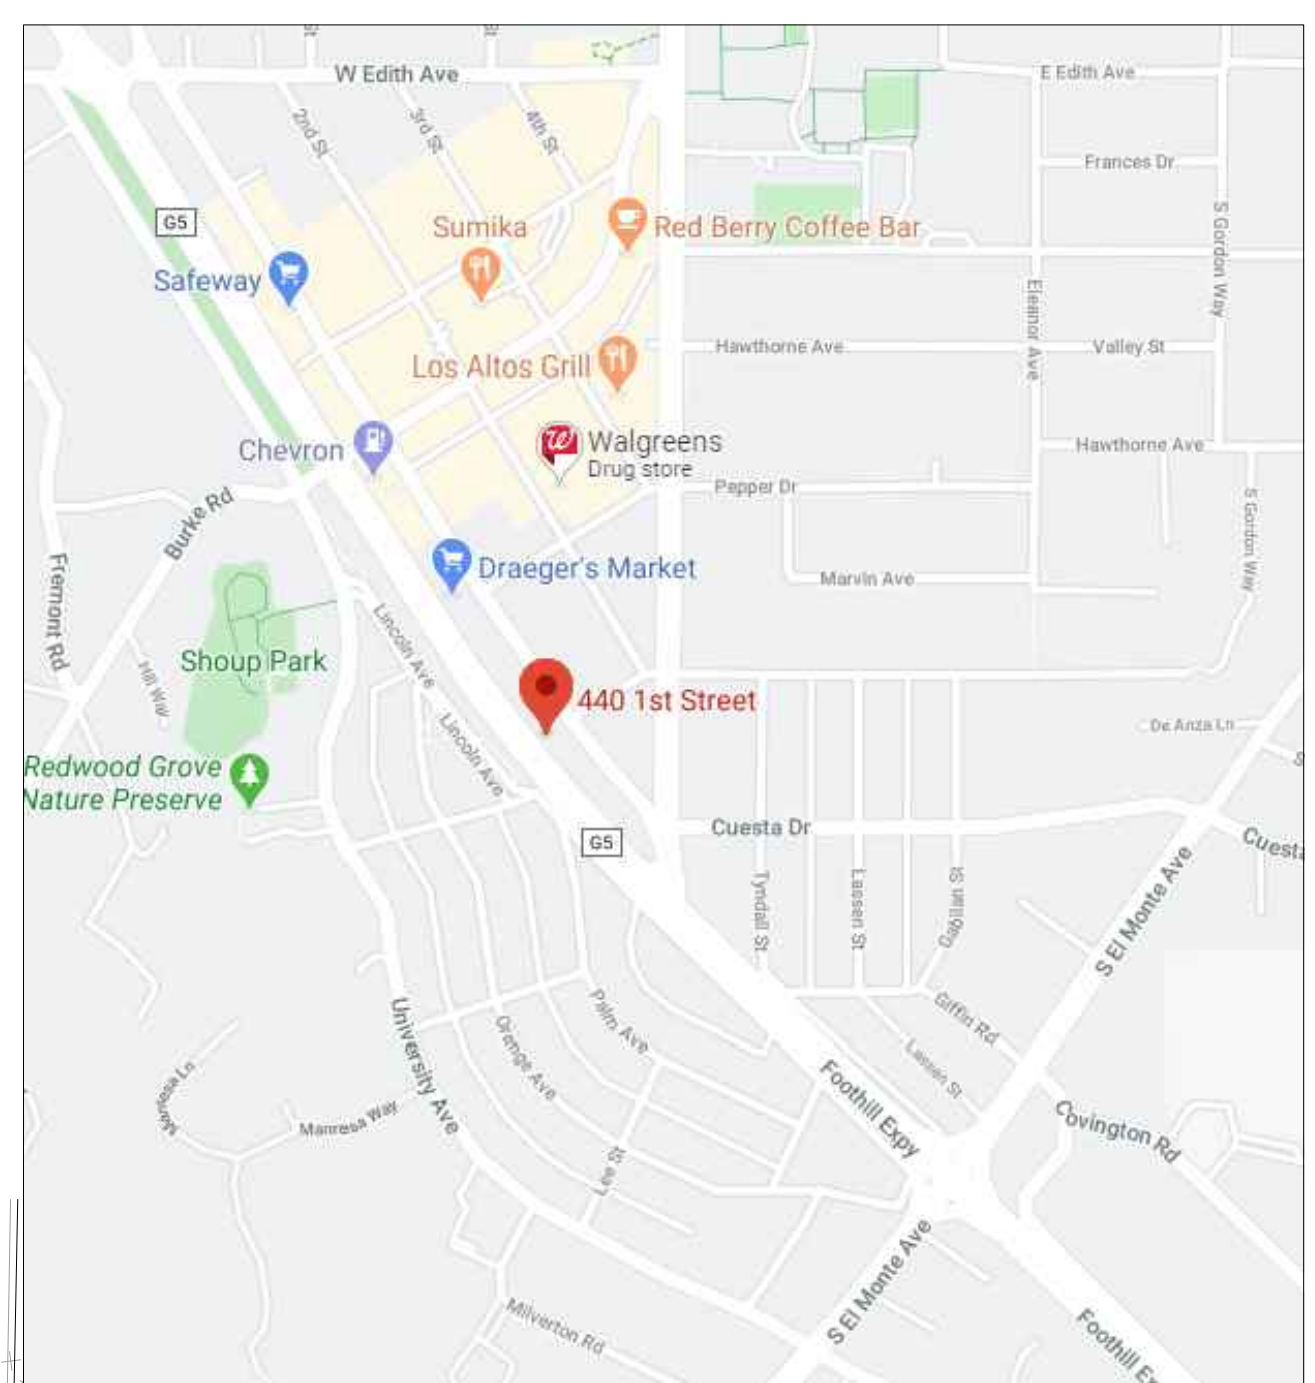 St
St
W Edith Ave
E Edith Ave
2nd St
3rd St
4th St
Frances Dr
G5
Sumika
Red Berry Coffee Bar
S Gordon Way
Safeway
Eleanor Ave
Hawthorne Ave
Valley St
Los Altos Grill
Chevron
Walgreens
Drug store
Hawthorne Ave
Pepper Dr
S Gordon Way
Burke Rd
Fremont Rd
Draeger's Market
Marvin Ave
Lincoln Ave
Shoup Park
Hill Way
440 1st Street
De Anza Ln
Lincoln Ave
S
Redwood Grove
Nature Preserve
G5
Cuesta Dr
Cuesta
Tyndall St
Lassen St
Gabilan St
S El Monte Ave
University Ave
Palm Ave
Orange Ave
Giffin Rd
Lassen St
Manresa Ln
Manresa Way
Foothill Expy
Covington Rd
Lee St
S El Monte Ave
Milverton Rd
Foothill Ex